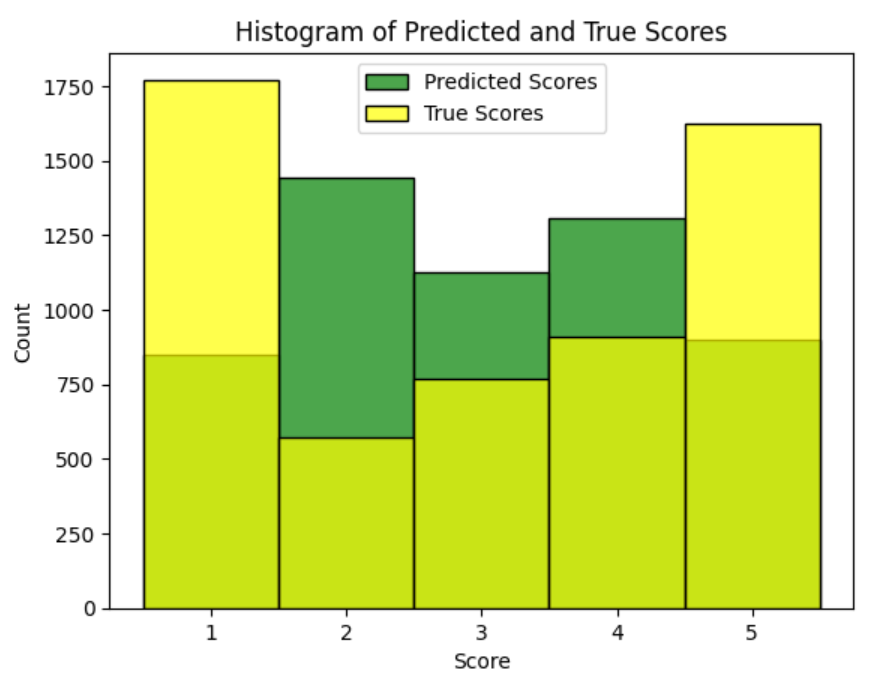 Histogram of Predicted and True Scores
Predicted Scores
True Scores
Count
1750
1500
1250
1000
750
500
250
0
1 2 3 4 5
Score